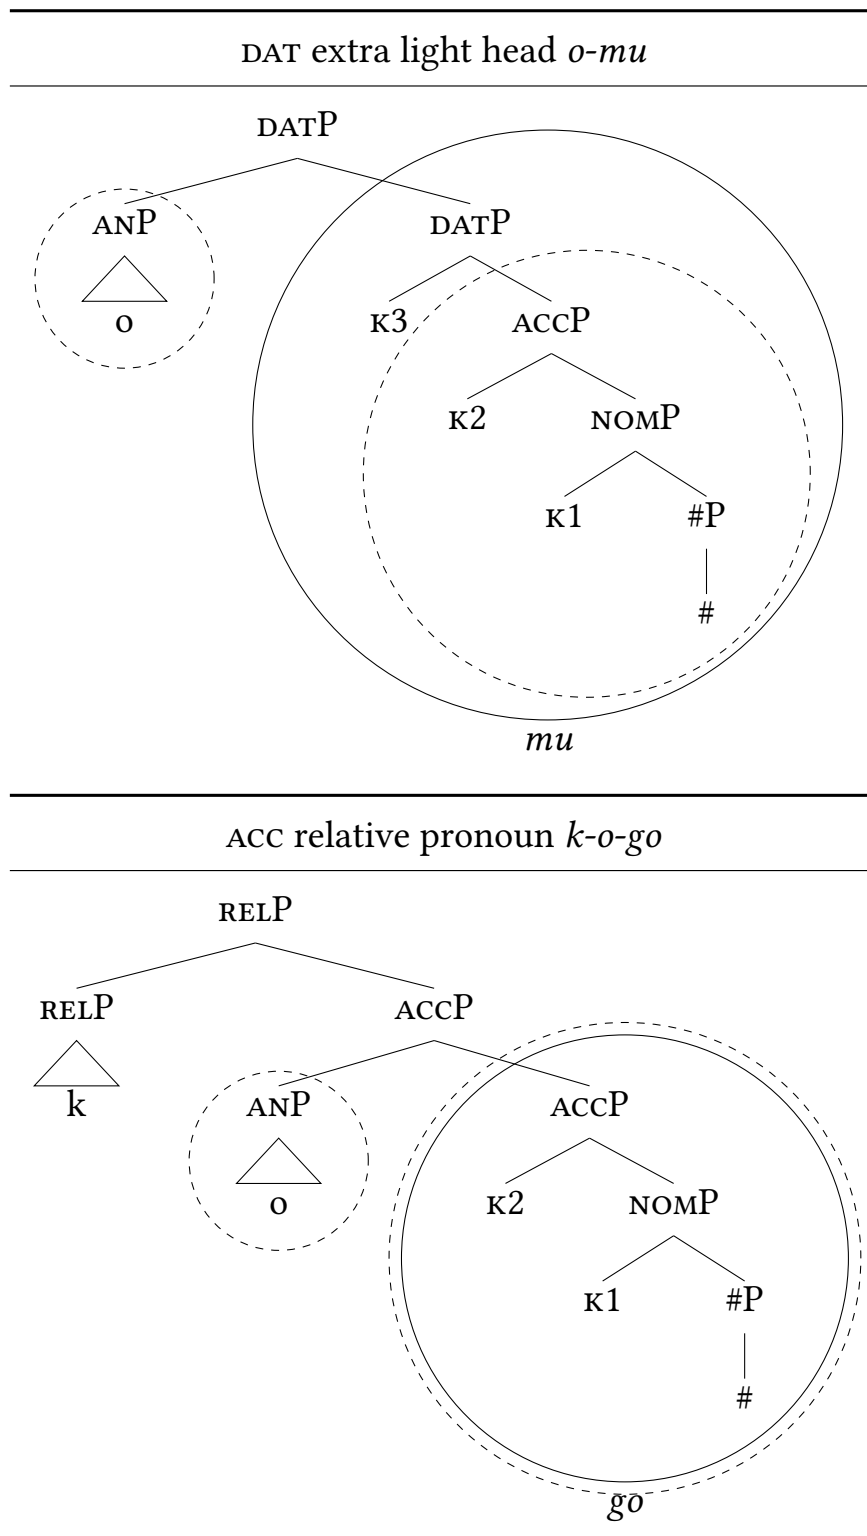 DAT extra light head o-mu
DATP
ANP DATP
o K3 ACCP
K2 NOMP
K1 #P
#
mu
ACC relative pronoun k-o-go
RELP
RELP ACCP
k ANP ACCP
o K2 NOMP
K1 #P
#
go